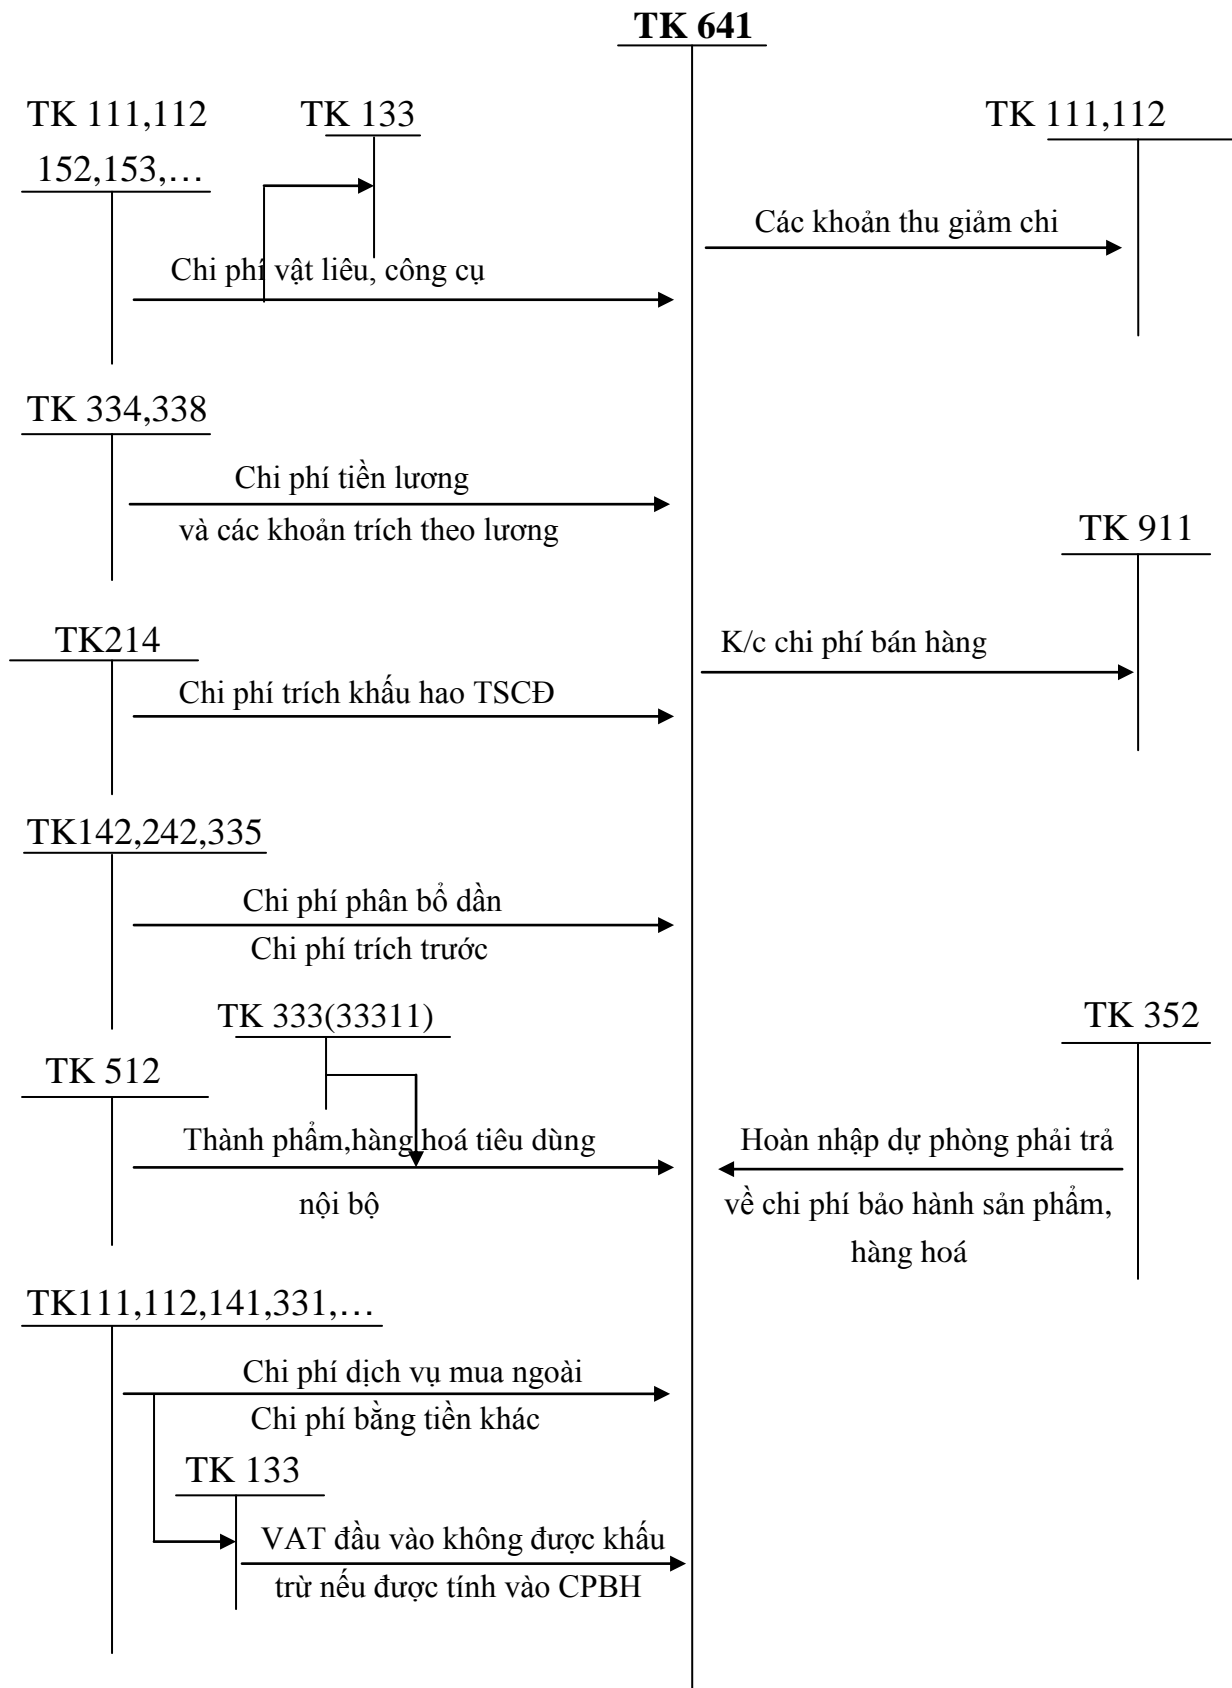 TK 641
TK 111,112
TK 133
TK 111,112
152,153,…
Các khoản thu giảm chi
Chi phí vật liêu, công cụ
TK 334,338
Chi phí tiền lương
và các khoản trích theo lương
TK 911
TK214
K/c chi phí bán hàng
Chi phí trích khấu hao TSCĐ
TK142,242,335
Chi phí phân bổ dần
Chi phí trích trước
TK 333(33311)
TK 352
TK 512
Thành phẩm,hàng hoá tiêu dùng
nội bộ
Hoàn nhập dự phòng phải trả
về chi phí bảo hành sản phẩm,
hàng hoá
TK111,112,141,331,…
Chi phí dịch vụ mua ngoài
Chi phí bằng tiền khác
TK 133
VAT đầu vào không được khấu
trừ nếu được tính vào CPBH